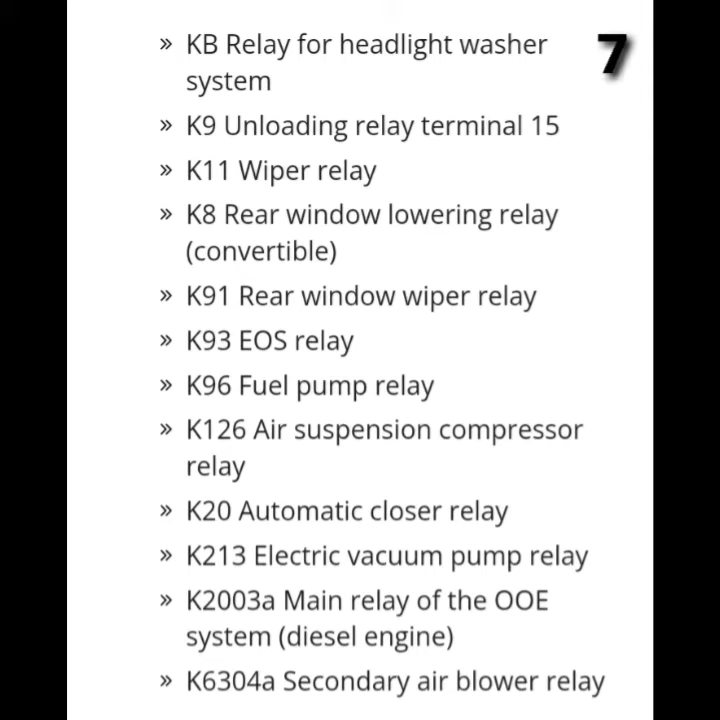 7
» KB Relay for headlight washer
system
» K9 Unloading relay terminal 15
» K11 Wiper relay
» K8 Rear window lowering relay
(convertible)
» K91 Rear window wiper relay
» K93 EOS relay
» K96 Fuel pump relay
» K126 Air suspension compressor
relay
» K20 Automatic closer relay
» K213 Electric vacuum pump relay
» K2003a Main relay of the OOE
system (diesel engine)
» K6304a Secondary air blower relay